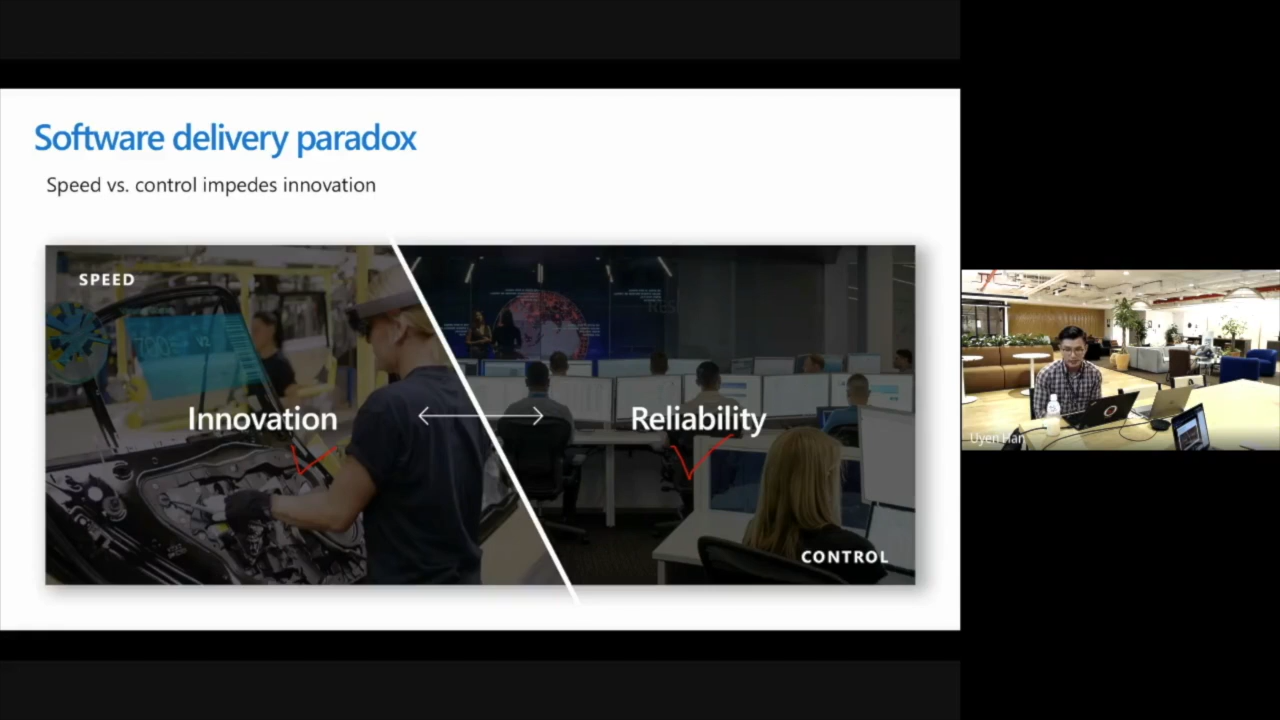 Software delivery paradox
Speed vs. control impedes innovation
SPEED
Innovation
Reliability
CONTROL
Uyen Han